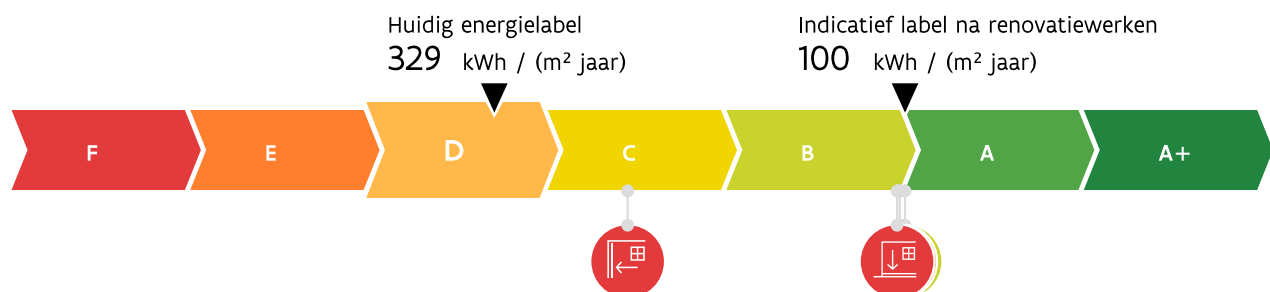 Huidig energielabel
329 kWh / (m² jaar)
Indicatief label na renovatiewerken
100 kWh / (m² jaar)
F E D C B A A+